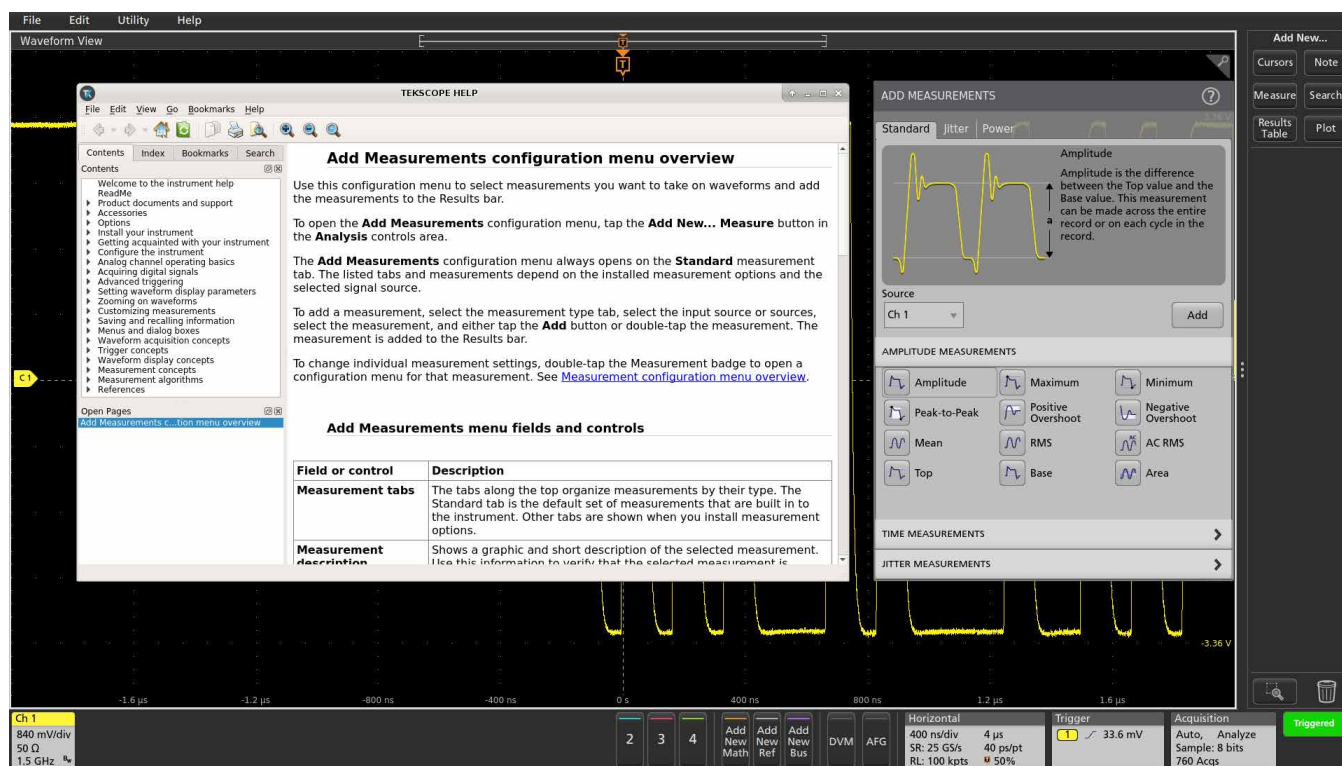 File Edit Utility Help
Waveform View
T
T
TEKSCOPE HELP
File Edit View Go Bookmarks Help
Contents Index Bookmarks Search
Contents
Welcome to the instrument help
ReadMe
Product documents and support
Accessories
Options
Install your instrument
Getting acquainted with your instrument
Configure the instrument
Analog channel operating basics
Acquiring digital signals
Advanced triggering
Setting waveform display parameters
Zooming on waveforms
Customizing measurements
Saving and recalling information
Menus and dialog boxes
Waveform acquisition concepts
Trigger concepts
Waveform display concepts
Measurement concepts
Measurement algorithms
References
Open Pages
Add Measurements c...tion menu overview
Add Measurements configuration menu overview
Use this configuration menu to select measurements you want to take on waveforms and add
the measurements to the Results bar.
To open the Add Measurements configuration menu, tap the Add New... Measure button in
the Analysis controls area.
The Add Measurements configuration menu always opens on the Standard measurement
tab. The listed tabs and measurements depend on the installed measurement options and the
selected signal source.
To add a measurement, select the measurement type tab, select the input source or sources,
select the measurement, and either tap the Add button or double-tap the measurement. The
measurement is added to the Results bar.
To change individual measurement settings, double-tap the Measurement badge to open a
configuration menu for that measurement. See Measurement configuration menu overview.
Add Measurements menu fields and controls
Field or control Description
Measurement tabs The tabs along the top organize measurements by their type. The
Standard tab is the default set of measurements that are built in to
the instrument. Other tabs are shown when you install measurement
options.
Measurement Shows a graphic and short description of the selected measurement.
description Use this information to verify that the selected measurement is
ADD MEASUREMENTS
?
3.36 V
Standard Jitter Power
Amplitude
Amplitude is the difference
between the Top value and the
Base value. This measurement
can be made across the entire
record or on each cycle in the
record.
a
Source
Ch 1
Add
AMPLITUDE MEASUREMENTS
Amplitude Maximum Minimum
Peak-to-Peak Positive Overshoot Negative Overshoot
Mean RMS AC RMS
Top Base Area
TIME MEASUREMENTS
JITTER MEASUREMENTS
C1
-3.36 V
-1.6 µs -1.2 µs -800 ns -400 ns 0 s 400 ns 800 ns 1.2 µs 1.6 µs
Add New...
Cursors Note
Measure Search
Results Table Plot
Ch 1
840 mV/div
50 Ω
1.5 GHz Bw
2 3 4
Add New Math
Add New Ref
Add New Bus
DVM AFG
Horizontal
400 ns/div 4 µs
SR: 25 GS/s 40 ps/pt
RL: 100 kpts 50%
Trigger
1 33.6 mV
Acquisition
Auto, Analyze
Sample: 8 bits
760 Acqs
Triggered